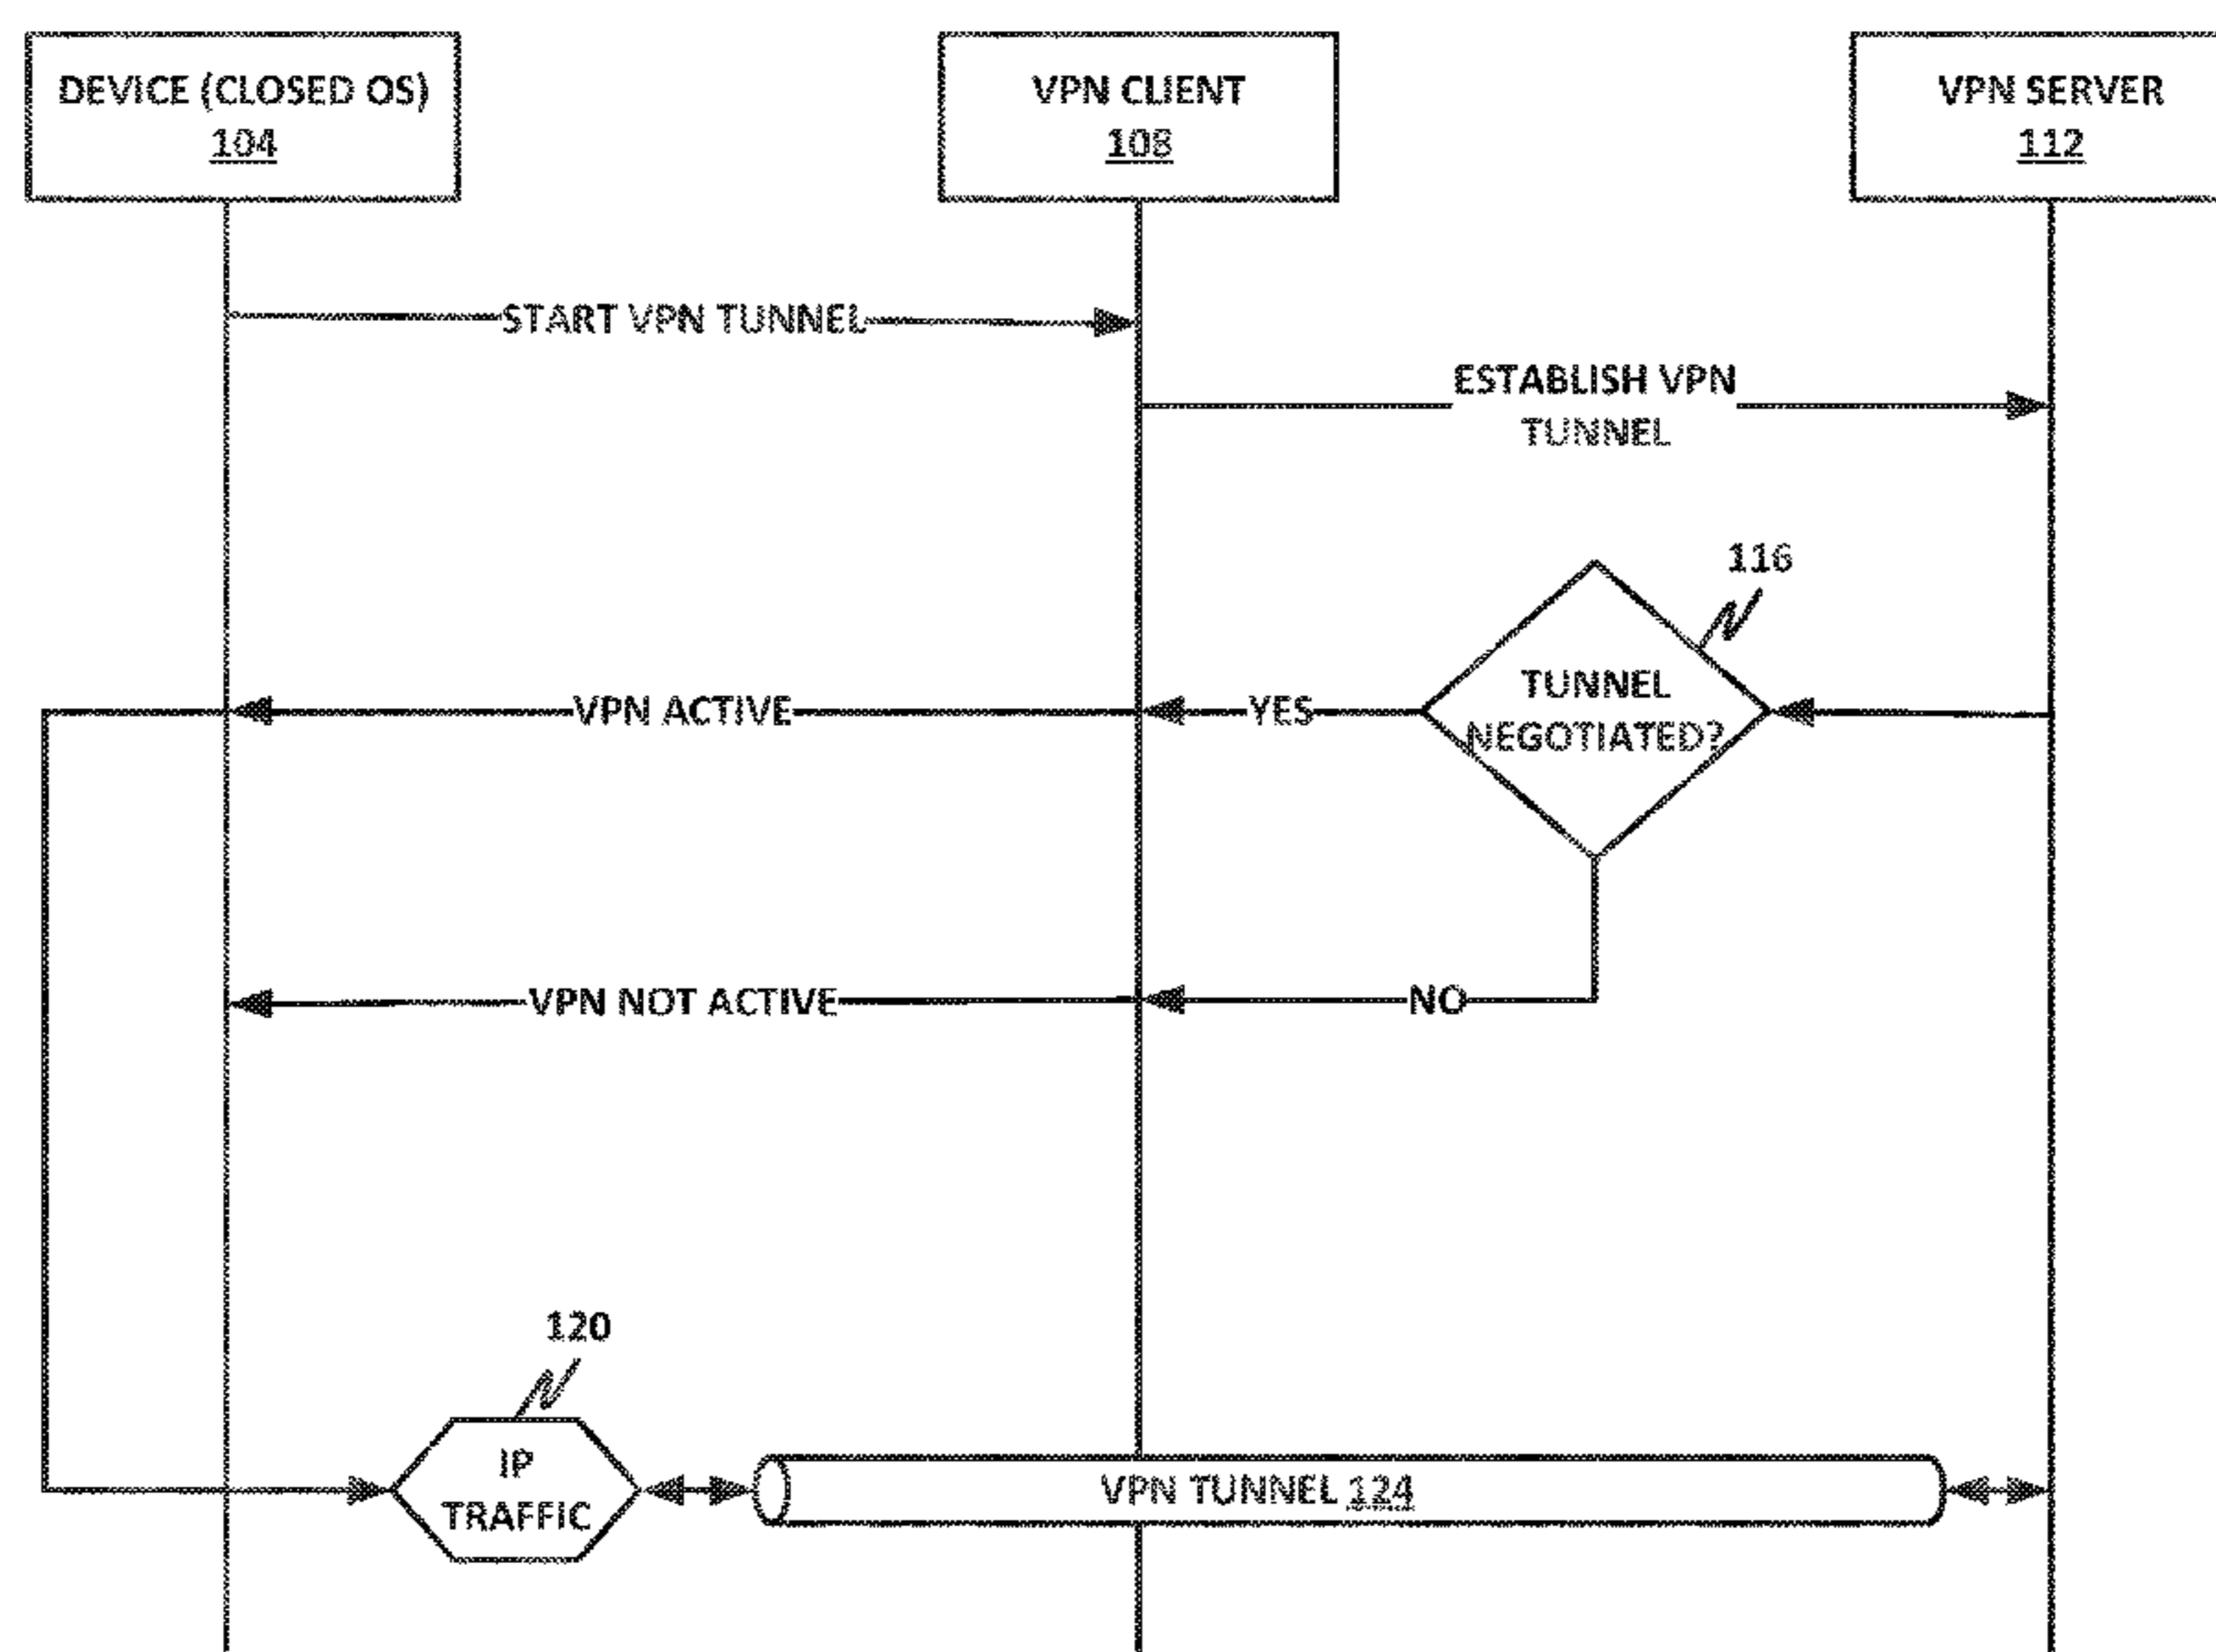 DEVICE (CLOSED OS)
104
VPN CLIENT
108
VPN SERVER
112
START VPN TUNNEL
ESTABLISH VPN
TUNNEL
116
TUNNEL
NEGOTIATED?
YES
VPN ACTIVE
NO
VPN NOT ACTIVE
120
IP
TRAFFIC
VPN TUNNEL 124